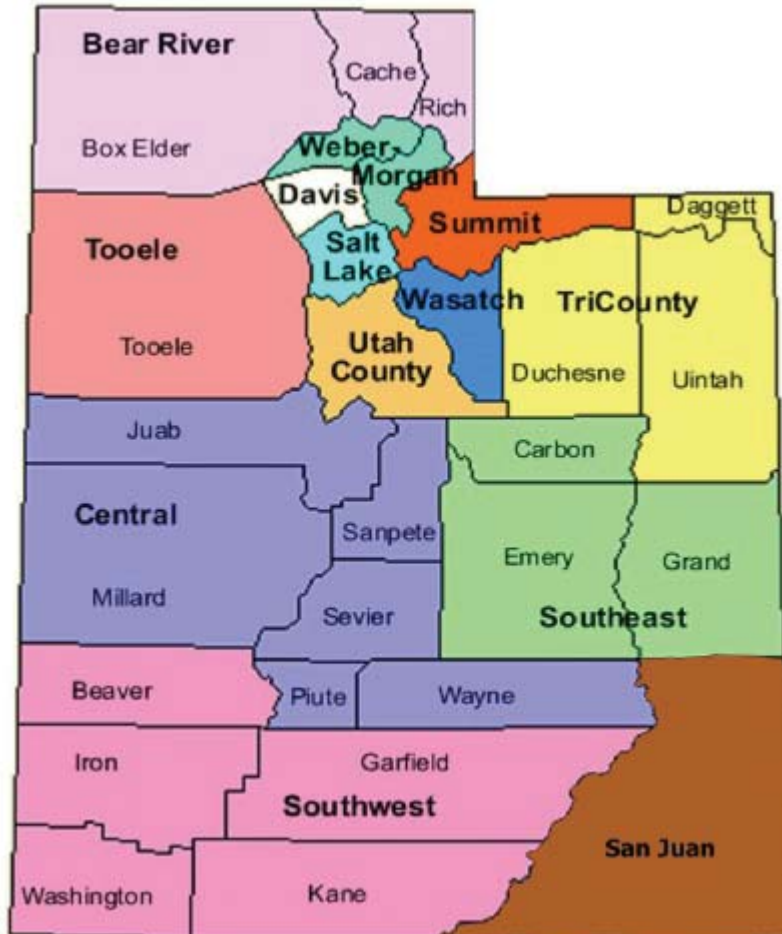 Bear River
Cache
Rich
Box Elder
Weber-
Morgan
Davis
Summit
Daggett
Salt
Lake
Tooele
Wasatch
TriCounty
Tooele
Utah
County
Duchesne
Uintah
Juab
Carbon
Central
Sanpete
Emery
Grand
Millard
Sevier
Southeast
Beaver
Piute
Wayne
Iron
Garfield
Southwest
San Juan
Washington
Kane